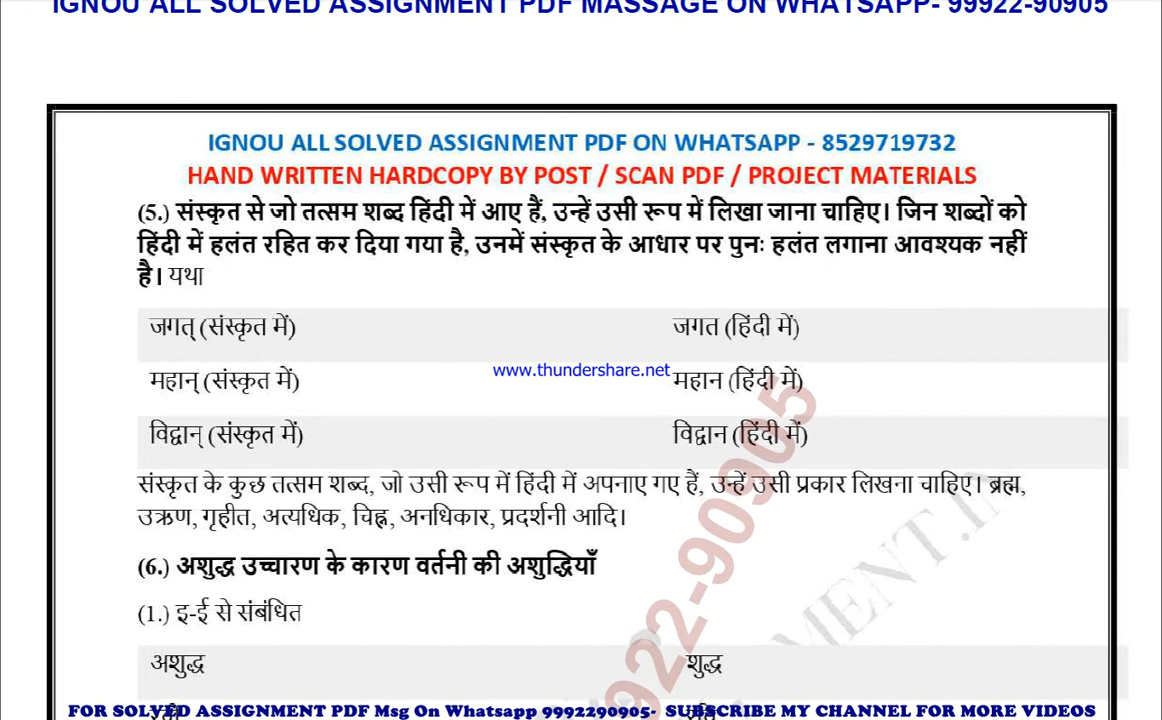 IGNOU ALL SOLVED ASSIGNMENT PDF MASSAGE ON WHATSAPP- 99922-90905
IGNOU ALL SOLVED ASSIGNMENT PDF ON WHATSAPP - 8529719732
HAND WRITTEN HARDCOPY BY POST / SCAN PDF / PROJECT MATERIALS
(5.) संस्कृत से जो तत्सम शब्द हिंदी में आए हैं, उन्हें उसी रूप में लिखा जाना चाहिए। जिन शब्दों को
हिंदी में हलंत रहित कर दिया गया है, उनमें संस्कृत के आधार पर पुनः हलंत लगाना आवश्यक नहीं
है। यथा
जगत् (संस्कृत में) जगत (हिंदी में)
www.thundershare.net
महान् (संस्कृत में) महान (हिंदी में)
विद्वान् (संस्कृत में) विद्वान (हिंदी में)
संस्कृत के कुछ तत्सम शब्द, जो उसी रूप में हिंदी में अपनाए गए हैं, उन्हें उसी प्रकार लिखना चाहिए। ब्रह्म,
उऋण, गृहीत, अत्यधिक, चिह्न, अनधिकार, प्रदर्शनी आदि।
(6.) अशुद्ध उच्चारण के कारण वर्तनी की अशुद्धियाँ
(1.) इ-ई से संबंधित
अशुद्ध शुद्ध
922-90905
MENT.IN
FOR SOLVED ASSIGNMENT PDF Msg On Whatsapp 9992290905- SUBSCRIBE MY CHANNEL FOR MORE VIDEOS